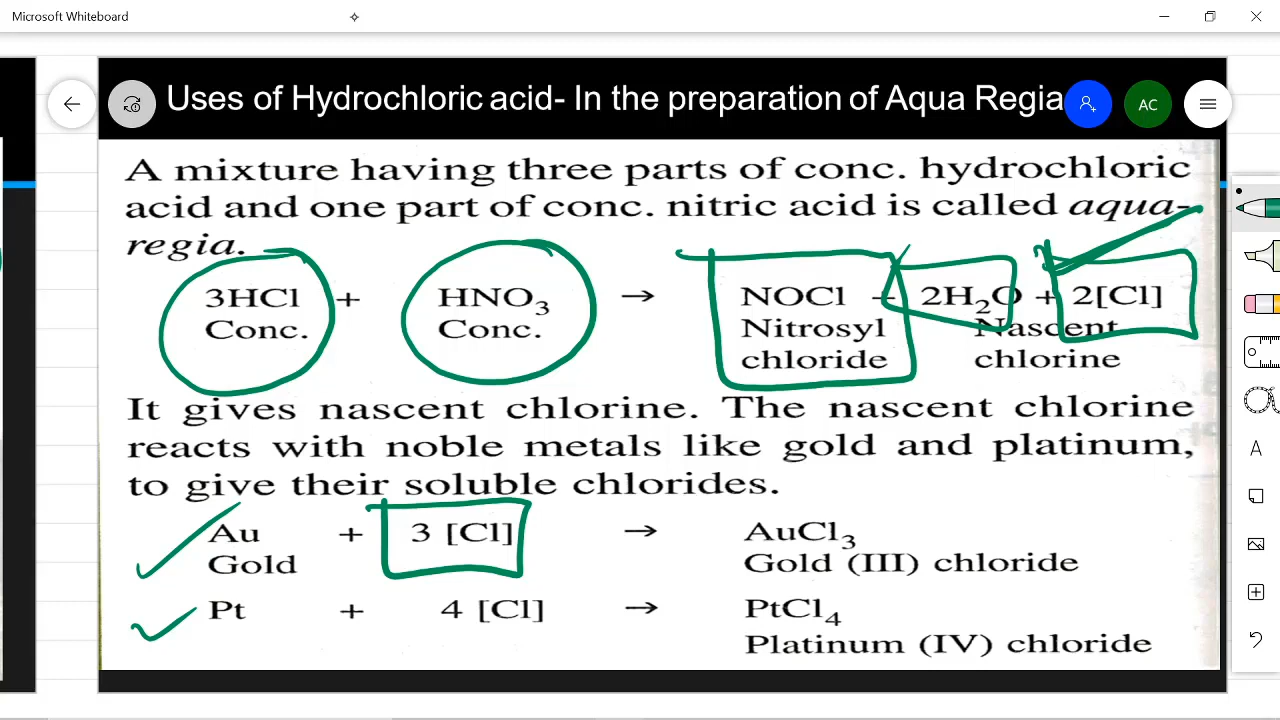 Microsoft Whiteboard
Uses of Hydrochloric acid- In the preparation of Aqua Regia
AC
A mixture having three parts of conc. hydrochloric
acid and one part of conc. nitric acid is called aqua-
regia.
3HCl + HNO₃ → NOCl + 2H₂O + 2[Cl]
Conc. Conc. Nitrosyl Nascent
chloride chlorine
It gives nascent chlorine. The nascent chlorine
reacts with noble metals like gold and platinum,
to give their soluble chlorides.
Au + 3 [Cl] → AuCl₃
Gold Gold (III) chloride
Pt + 4 [Cl] → PtCl₄
Platinum (IV) chloride